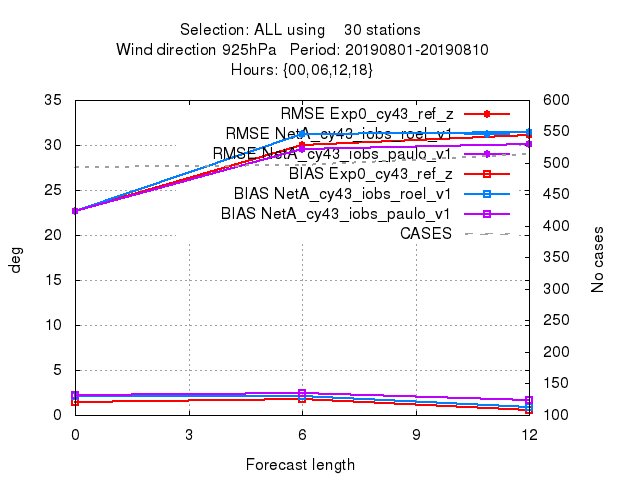 Selection: ALL using 30 stations
Wind direction 925hPa Period: 20190801-20190810
Hours: {00,06,12,18}
RMSE Exp0_cy43_ref_z
RMSE NetA_cy43_iobs_roel_v1
RMSE NetA_cy43_iobs_paulo_v1
BIAS Exp0_cy43_ref_z
BIAS NetA_cy43_iobs_roel_v1
BIAS NetA_cy43_iobs_paulo_v1
CASES
35
30
25
20
15
10
5
0
deg
600
550
500
450
400
350
300
250
200
150
100
No cases
0 3 6 9 12
Forecast length